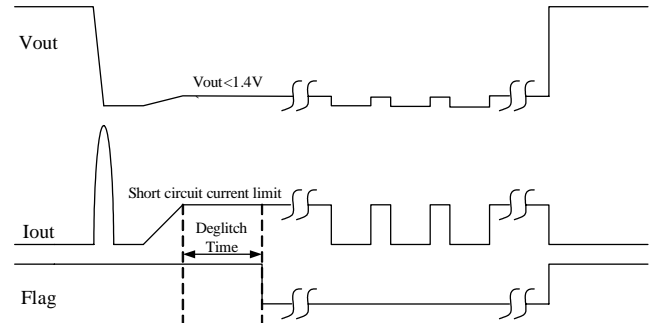 Vout
Vout<1.4V
Short circuit current limit
Iout
Deglitch
Time
Flag